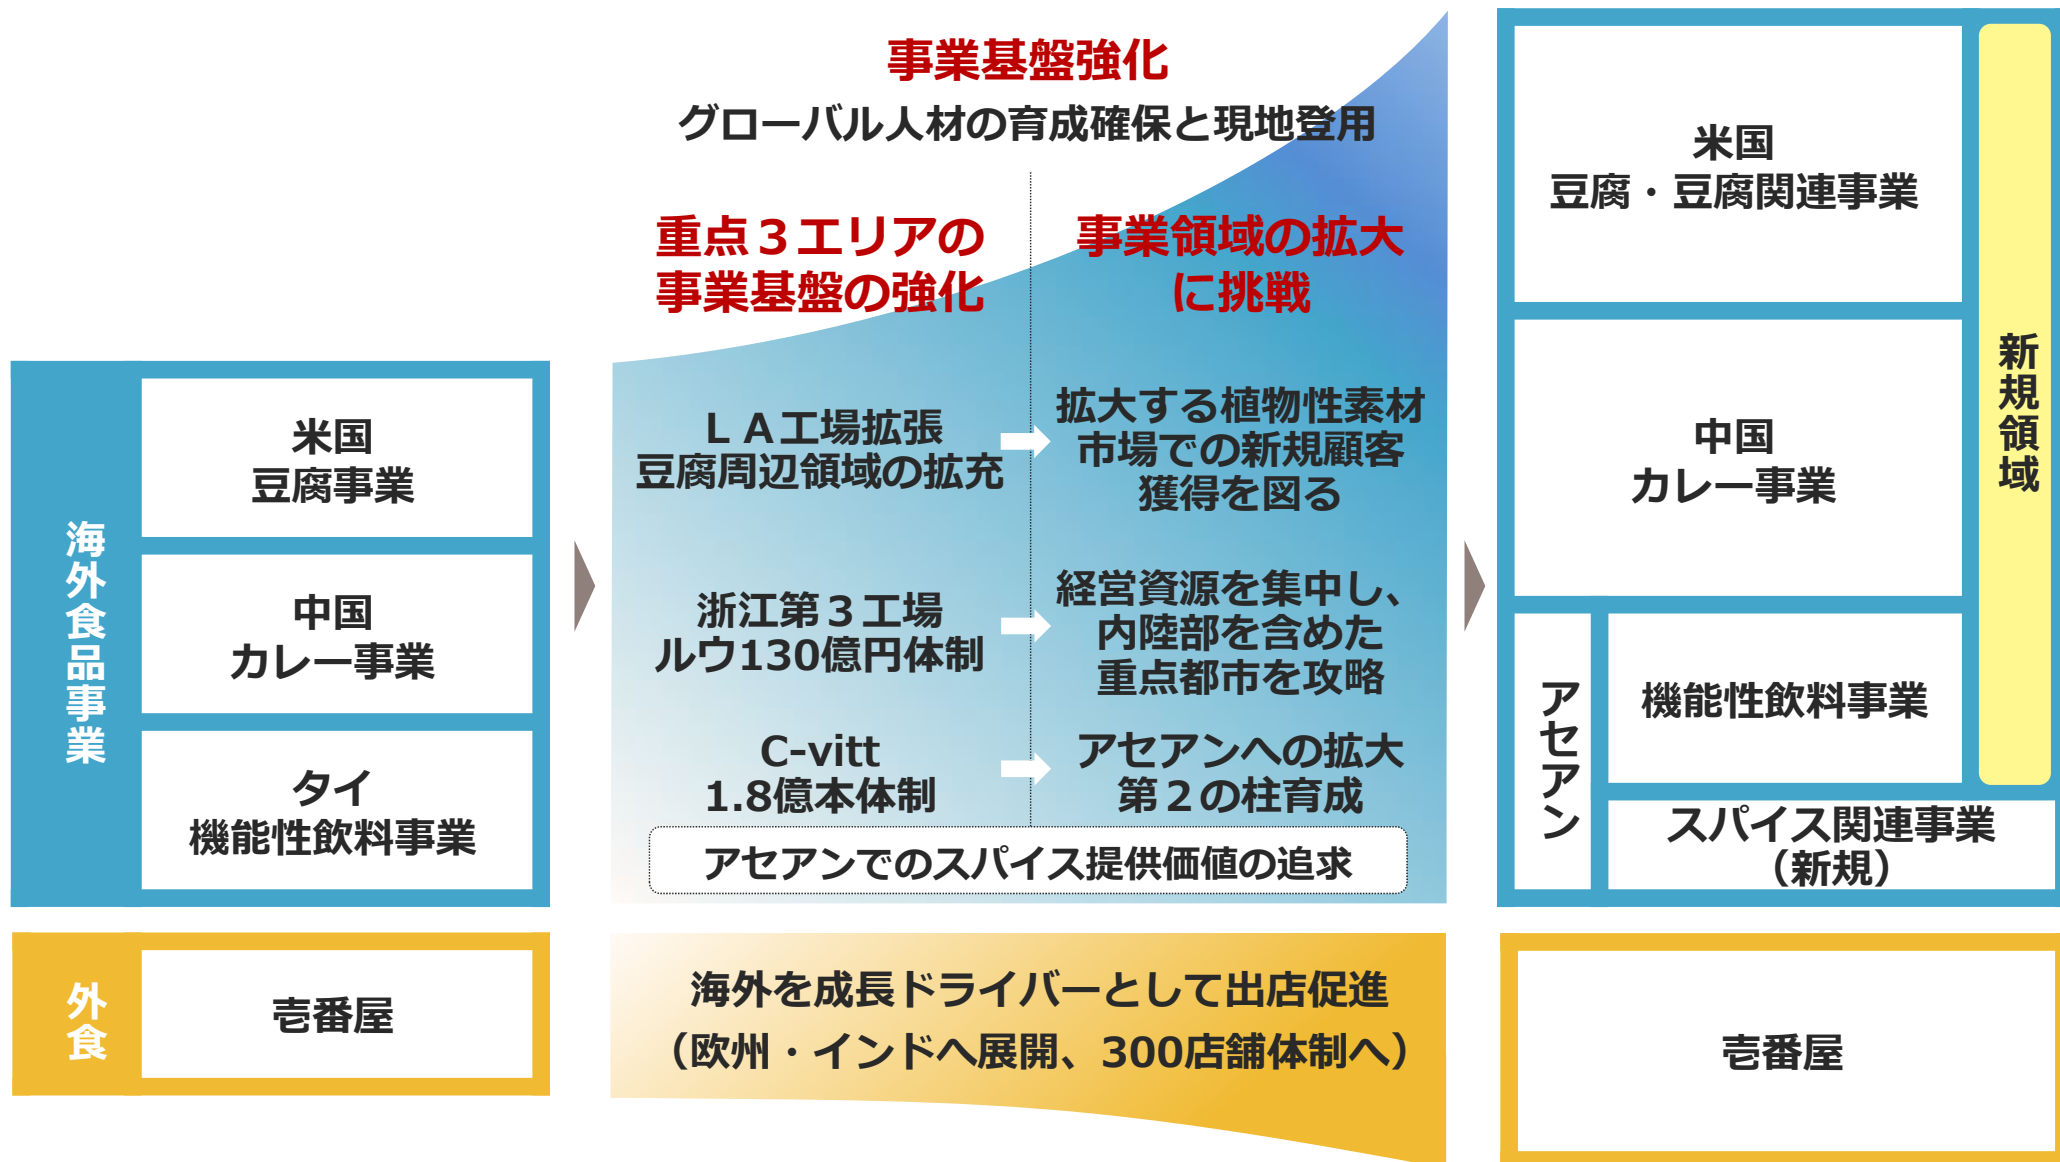 事業基盤強化
グローバル人材の育成確保と現地登用
重点３エリアの
事業基盤の強化
事業領域の拡大
に挑戦
海外食品事業
米国
豆腐事業
中国
カレー事業
タイ
機能性飲料事業
ＬＡ工場拡張
豆腐周辺領域の拡充
拡大する植物性素材
市場での新規顧客
獲得を図る
浙江第３工場
ルウ130億円体制
経営資源を集中し、
内陸部を含めた
重点都市を攻略
C-vitt
1.8億本体制
アセアンへの拡大
第２の柱育成
アセアンでのスパイス提供価値の追求
米国
豆腐・豆腐関連事業
中国
カレー事業
アセアン
機能性飲料事業
スパイス関連事業
（新規）
新規領域
外食
壱番屋
海外を成長ドライバーとして出店促進
（欧州・インドへ展開、300店舗体制へ）
壱番屋